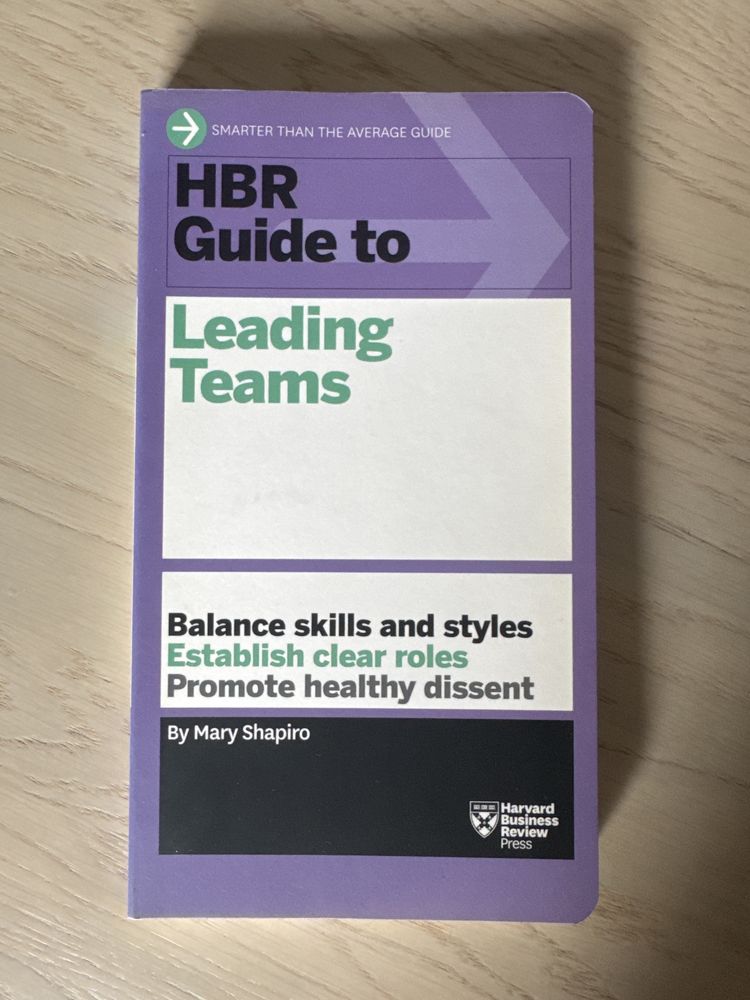 SMARTER THAN THE AVERAGE GUIDE
HBR
Guide to
Leading
Teams
Balance skills and styles
Establish clear roles
Promote healthy dissent
By Mary Shapiro
Harvard
Business
Review
Press